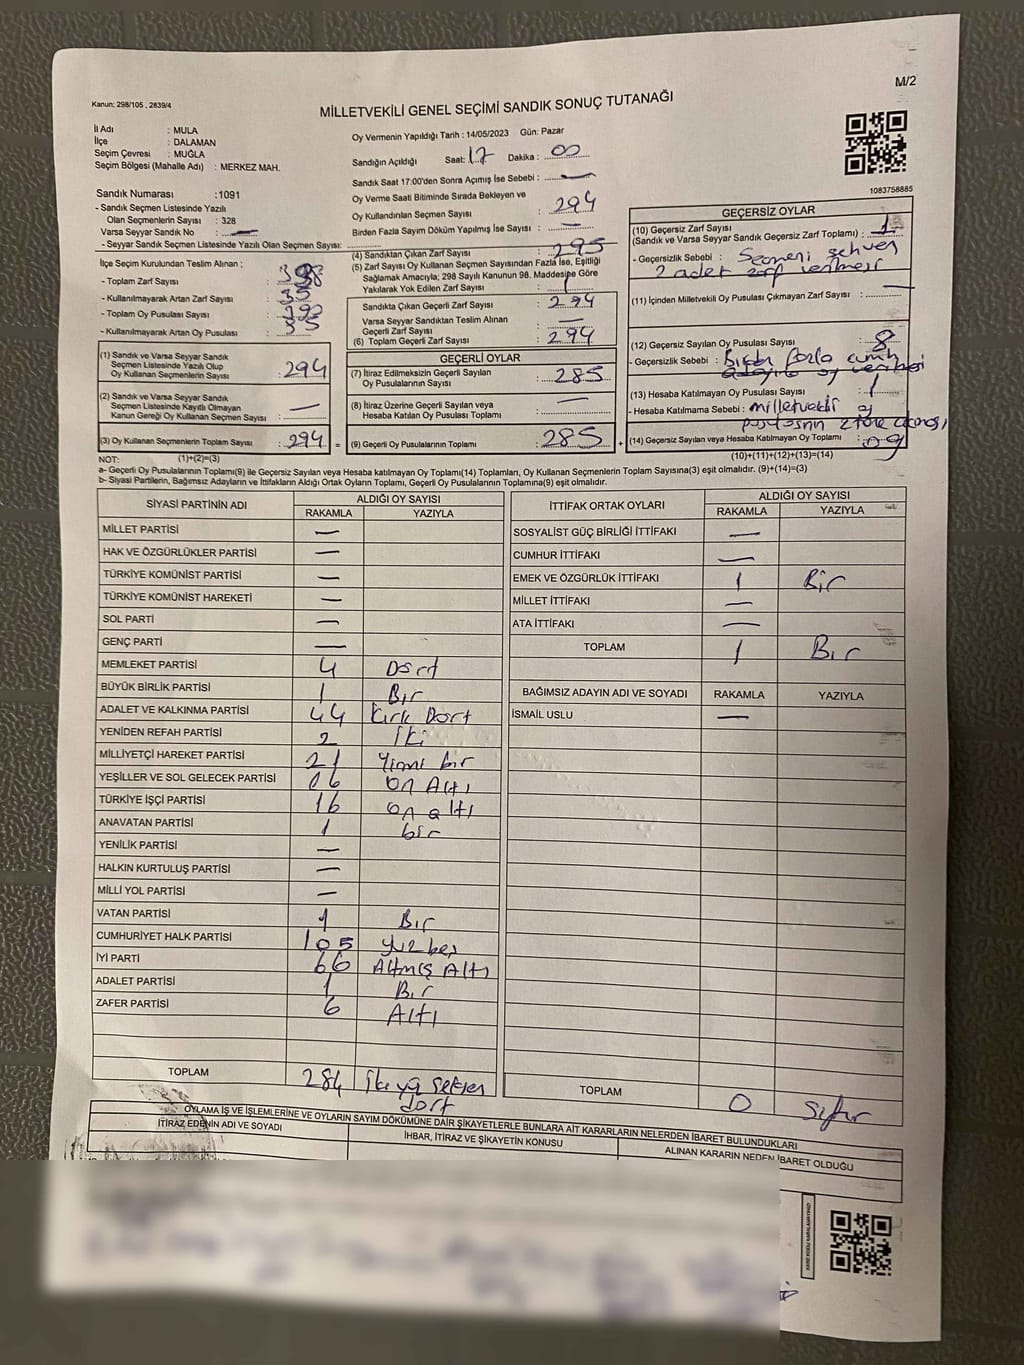 M/2
Kanun: 298/105 , 2839/4
MİLLETVEKİLİ GENEL SEÇİMİ SANDIK SONUÇ TUTANAĞI
İl Adı : MULA
İlçe : DALAMAN
Seçim Çevresi : MUĞLA
Seçim Bölgesi (Mahalle Adı) : MERKEZ MAH.
Sandık Numarası :1091
- Sandık Seçmen Listesinde Yazılı
Olan Seçmenlerin Sayısı : 328
Varsa Seyyar Sandık No : —
- Seyyar Sandık Seçmen Listesinde Yazılı Olan Seçmen Sayısı:
İlçe Seçim Kurulundan Teslim Alınan ;
- Toplam Zarf Sayısı :
- Kullanılmayarak Artan Zarf Sayısı : 35
- Toplam Oy Pusulası Sayısı :
- Kullanılmayarak Artan Oy Pusulası : 35
(1) Sandık ve Varsa Seyyar Sandık
Seçmen Listesinde Yazılı Olup
Oy Kullanan Seçmenlerin Sayısı : 294
(2) Sandık ve Varsa Seyyar Sandık
Seçmen Listesinde Kayıtlı Olmayan
Kanun Gereği Oy Kullanan Seçmen Sayısı : —
(3) Oy Kullanan Seçmenlerin Toplam Sayısı : 294 =
Oy Vermenin Yapıldığı Tarih : 14/05/2023 Gün: Pazar
Sandığın Açıldığı Saat: 17 Dakika : 00
Sandık Saat 17:00'den Sonra Açımış İse Sebebi : —
Oy Verme Saati Bitiminde Sırada Bekleyen ve
Oy Kullandırılan Seçmen Sayısı : 294
Birden Fazla Sayım Döküm Yapılmış İse Sayısı : —
(4) Sandıktan Çıkan Zarf Sayısı : 295
(5) Zarf Sayısı Oy Kullanan Seçmen Sayısından Fazla İse, Eşitliği
Sağlamak Amacıyla; 298 Sayılı Kanunun 98. Maddesine Göre
Yakılarak Yok Edilen Zarf Sayısı : 1
Sandıkta Çıkan Geçerli Zarf Sayısı : 294
Varsa Seyyar Sandıktan Teslim Alınan
Geçerli Zarf Sayısı : —
(6) Toplam Geçerli Zarf Sayısı : 294
GEÇERLİ OYLAR
(7) İtiraz Edilmeksizin Geçerli Sayılan
Oy Pusulalarının Sayısı : 285
(8) İtiraz Üzerine Geçerli Sayılan veya
Hesaba Katılan Oy Pusulası Toplamı : —
(9) Geçerli Oy Pusulalarının Toplamı : 285 +
1083758885
GEÇERSİZ OYLAR
(10) Geçersiz Zarf Sayısı
(Sandık ve Varsa Seyyar Sandık Geçersiz Zarf Toplamı) : 1
- Geçersizlik Sebebi : Seçmeni sehven
2 adet zarf verilmesi
(11) İçinden Milletvekili Oy Pusulası Çıkmayan Zarf Sayısı : —
(12) Geçersiz Sayılan Oy Pusulası Sayısı : 8
- Geçersizlik Sebebi : Birden fazla cumh
adayına oy verilmesi
(13) Hesaba Katılmayan Oy Pusulası Sayısı : 1
- Hesaba Katılmama Sebebi : milletvekili oy
(14) Geçersiz Sayılan veya Hesaba Katılmayan Oy Toplamı : 09
NOT: (1)+(2)=(3) (10)+(11)+(12)+(13)=(14)
a- Geçerli Oy Pusulalarının Toplamı(9) ile Geçersiz Sayılan veya Hesaba Katılmayan Oy Toplamı(14) Toplamları, Oy Kullanan Seçmenlerin Toplam Sayısına(3) eşit olmalıdır. (9)+(14)=(3)
b- Siyasi Partilerin, Bağımsız Adayların ve İttifakların Aldığı Ortak Oyların Toplamı, Geçerli Oy Pusulalarının Toplamına(9) eşit olmalıdır.
SİYASİ PARTİNİN ADI ALDIĞI OY SAYISI
RAKAMLA YAZIYLA
MİLLET PARTİSİ —
HAK VE ÖZGÜRLÜKLER PARTİSİ —
TÜRKİYE KOMÜNİST PARTİSİ —
TÜRKİYE KOMÜNİST HAREKETİ —
SOL PARTİ —
GENÇ PARTİ —
MEMLEKET PARTİSİ 4 Dört
BÜYÜK BİRLİK PARTİSİ 1 Bir
ADALET VE KALKINMA PARTİSİ 44 Kırk Dört
YENİDEN REFAH PARTİSİ 2 İki
MİLLİYETÇİ HAREKET PARTİSİ 21 Yirmi bir
YEŞİLLER VE SOL GELECEK PARTİSİ 16 On Altı
TÜRKİYE İŞÇİ PARTİSİ 16 on altı
ANAVATAN PARTİSİ 1 bir
YENİLİK PARTİSİ —
HALKIN KURTULUŞ PARTİSİ —
MİLLİ YOL PARTİSİ —
VATAN PARTİSİ 1 Bir
CUMHURİYET HALK PARTİSİ 105 yüz beş
İYİ PARTİ 66 Altmış Altı
ADALET PARTİSİ 1 Bir
ZAFER PARTİSİ 6 Altı
TOPLAM 284 İki yüz seksen
dört
İTTİFAK ORTAK OYLARI ALDIĞI OY SAYISI
RAKAMLA YAZIYLA
SOSYALİST GÜÇ BİRLİĞİ İTTİFAKI —
CUMHUR İTTİFAKI —
EMEK VE ÖZGÜRLÜK İTTİFAKI 1 Bir
MİLLET İTTİFAKI —
ATA İTTİFAKI —
TOPLAM 1 Bir
BAĞIMSIZ ADAYIN ADI VE SOYADI RAKAMLA YAZIYLA
İSMAİL USLU —
TOPLAM 0 Sıfır
OYLAMA İŞ VE İŞLEMLERİNE VE OYLARIN SAYIM DÖKÜMÜNE DAİR ŞİKAYETLERLE BUNLARA AİT KARARLARIN NELERDEN İBARET BULUNDUKLARI
İTİRAZ EDENİN ADI VE SOYADI
İHBAR, İTİRAZ VE ŞİKAYETİN KONUSU
ALINAN KARARIN NEDEN İBARET OLDUĞU